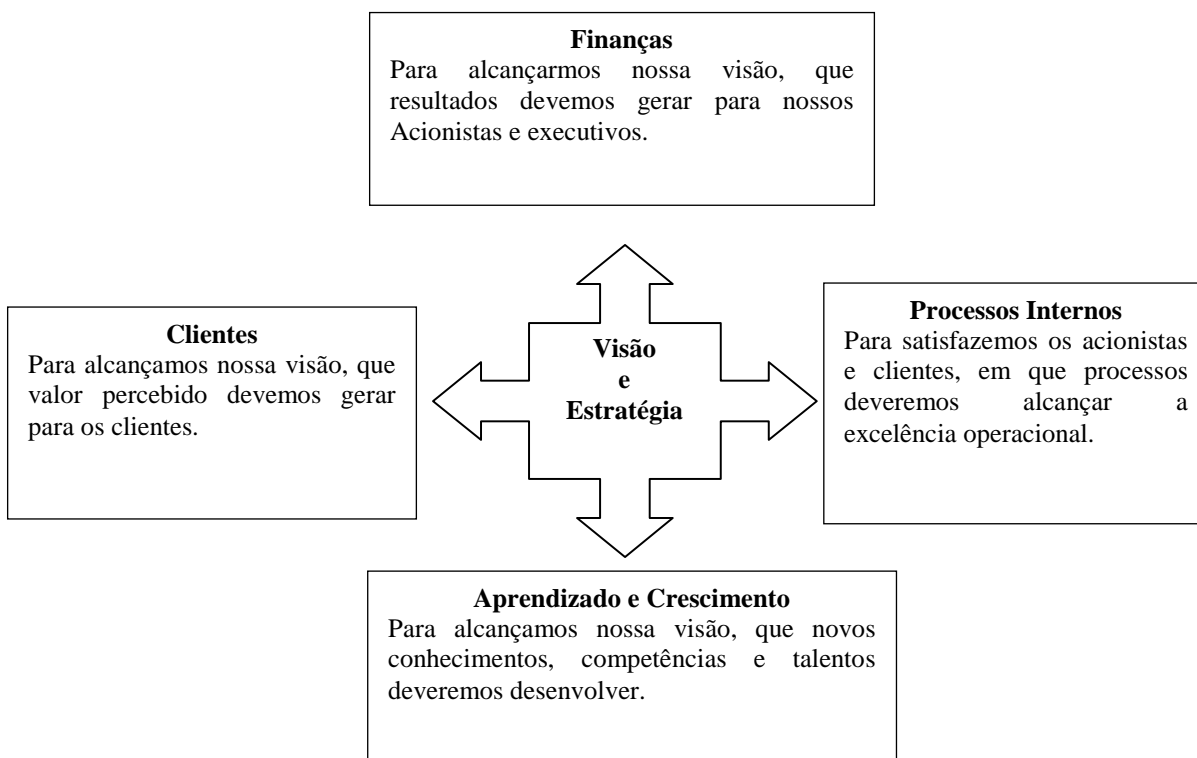 Finanças
Para alcançarmos nossa visão, que
resultados devemos gerar para nossos
Acionistas e executivos.
Clientes
Para alcançamos nossa visão, que
valor percebido devemos gerar
para os clientes.
Visão
e
Estratégia
Processos Internos
Para satisfazemos os acionistas
e clientes, em que processos
deveremos alcançar a
excelência operacional.
Aprendizado e Crescimento
Para alcançamos nossa visão, que novos
conhecimentos, competências e talentos
deveremos desenvolver.